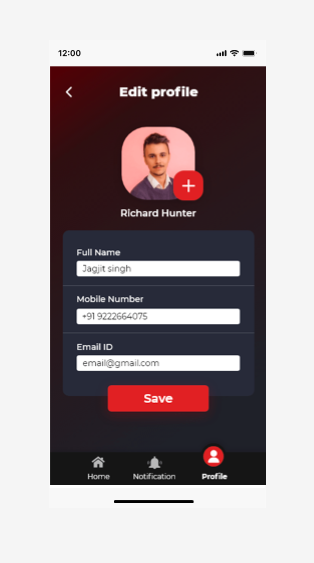 12:00
Edit profile
Richard Hunter
Full Name
Jagjit singh
Mobile Number
+91 9222664075
Email ID
email@gmail.com
Save
Home Notification Profile